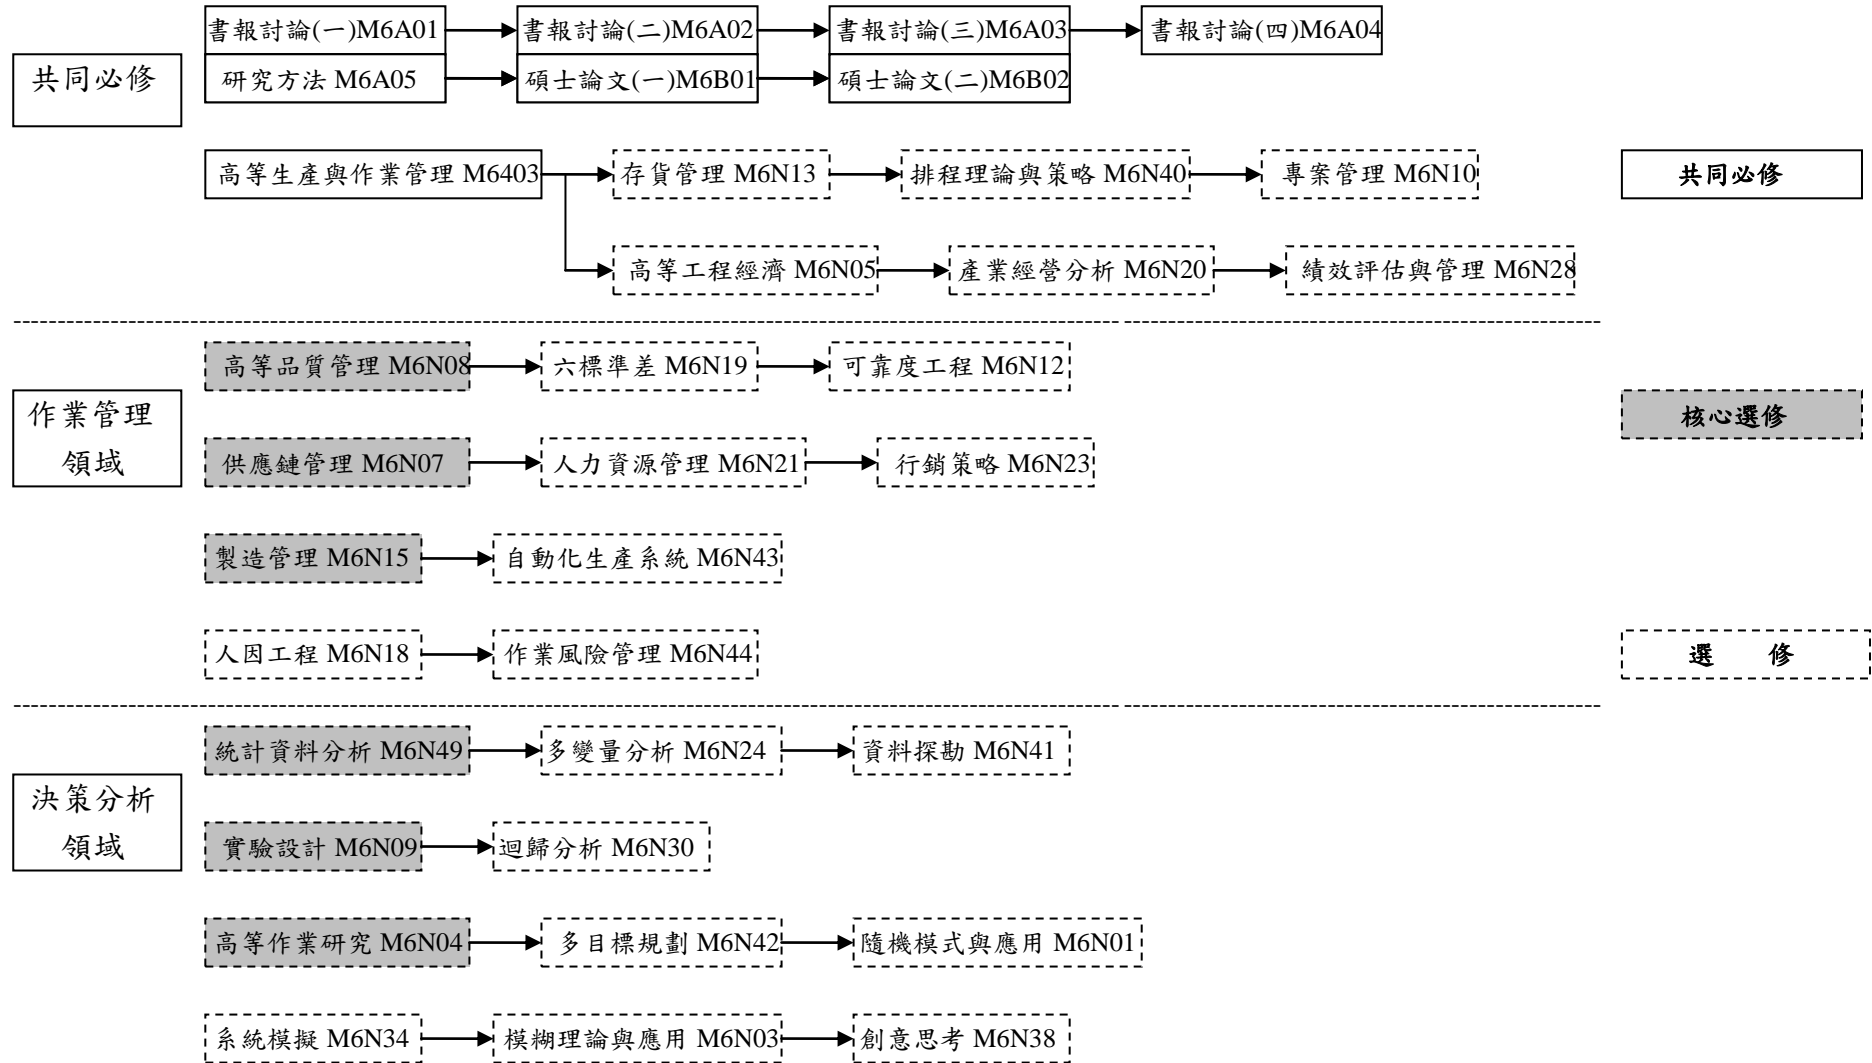 書報討論(一)M6A01 書報討論(二)M6A02 書報討論(三)M6A03 書報討論(四)M6A04
共同必修
研究方法 M6A05 碩士論文(一)M6B01 碩士論文(二)M6B02
高等生產與作業管理 M6403 存貨管理 M6N13 排程理論與策略 M6N40 專案管理 M6N10 共同必修
高等工程經濟 M6N05 產業經營分析 M6N20 績效評估與管理 M6N28
高等品質管理 M6N08 六標準差 M6N19 可靠度工程 M6N12
作業管理 核心選修
領域 供應鏈管理 M6N07 人力資源管理 M6N21 行銷策略 M6N23
製造管理 M6N15 自動化生產系統 M6N43
人因工程 M6N18 作業風險管理 M6N44 選 修
統計資料分析 M6N49 多變量分析 M6N24 資料探勘 M6N41
決策分析
領域 實驗設計 M6N09 迴歸分析 M6N30
高等作業研究 M6N04 多目標規劃 M6N42 隨機模式與應用 M6N01
系統模擬 M6N34 模糊理論與應用 M6N03 創意思考 M6N38